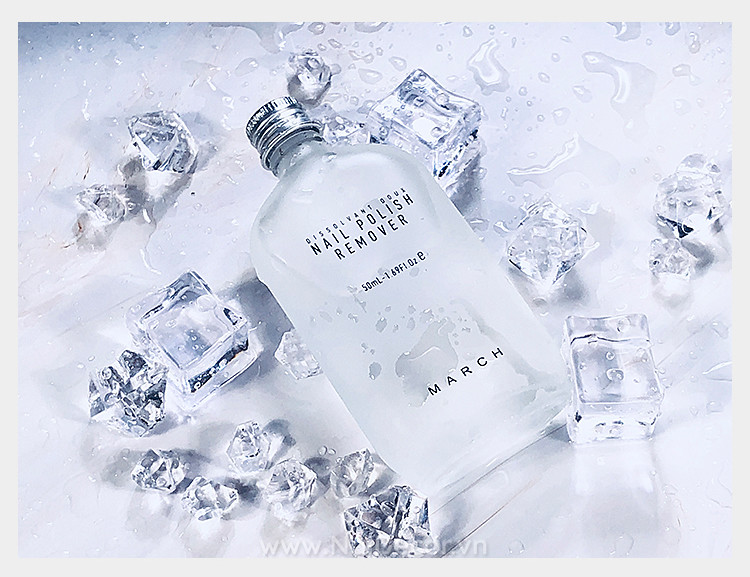 DISSOLVANT DOUX
NAIL POLISH
REMOVER
50mL-1.69Fl.Oz e
MARCH